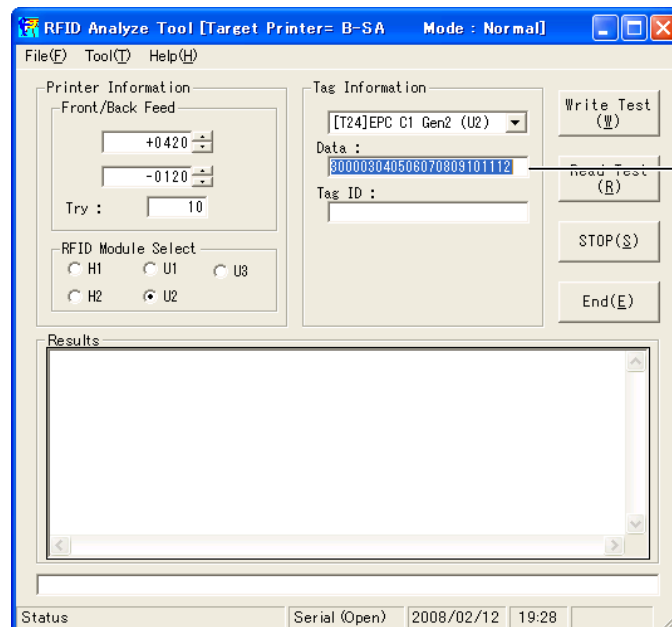 RFID Analyze Tool [Target Printer= B-SA Mode : Normal]
File(F) Tool(T) Help(H)
Printer Information
Front/Back Feed
+0420
-0120
Try : 10
RFID Module Select
H1 U1 U3
H2 U2
Tag Information
[T24]EPC C1 Gen2 (U2)
Data :
300003040506070809101112
Tag ID :
Write Test
(W)
Read Test
(R)
STOP(S)
End(E)
Results
Status Serial (Open) 2008/02/12 19:28